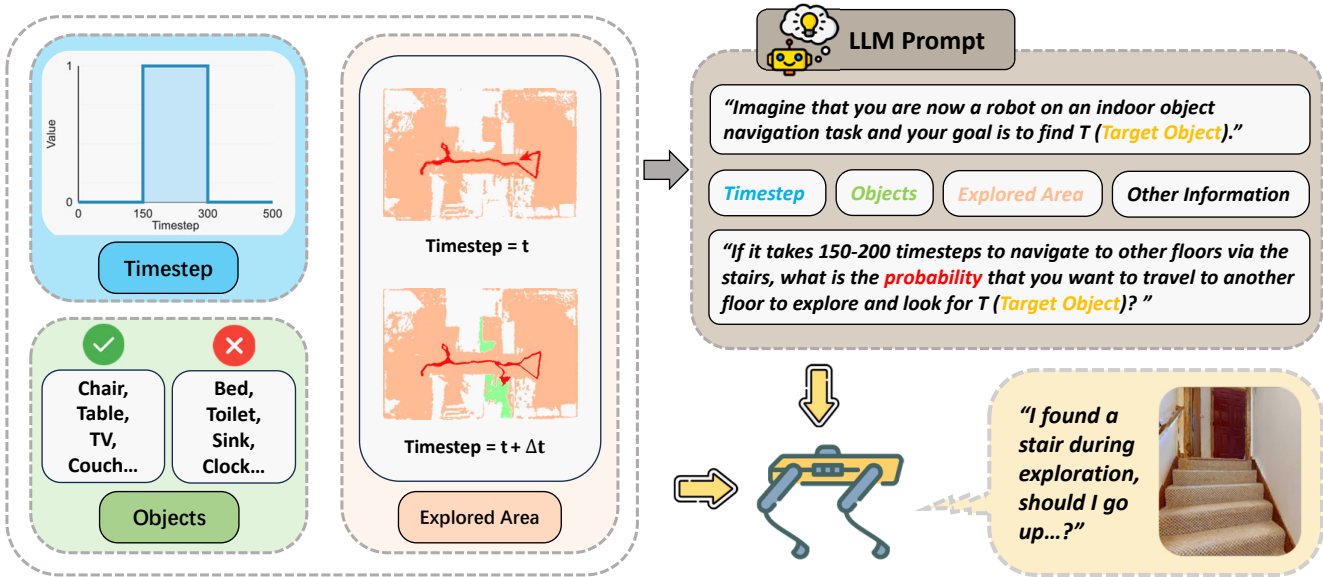 1
Value
0
0
150
300
500
Timestep
Timestep
Chair,
Table,
TV,
Couch...
Bed,
Toilet,
Sink,
Clock...
Objects
Timestep = t
Timestep = t + Δt
Explored Area
LLM Prompt
“Imagine that you are now a robot on an indoor object
navigation task and your goal is to find T (Target Object).”
Timestep
Objects
Explored Area
Other Information
“If it takes 150-200 timesteps to navigate to other floors via the
stairs, what is the probability that you want to travel to another
floor to explore and look for T (Target Object)? ”
“I found a
stair during
exploration,
should I go
up...?”